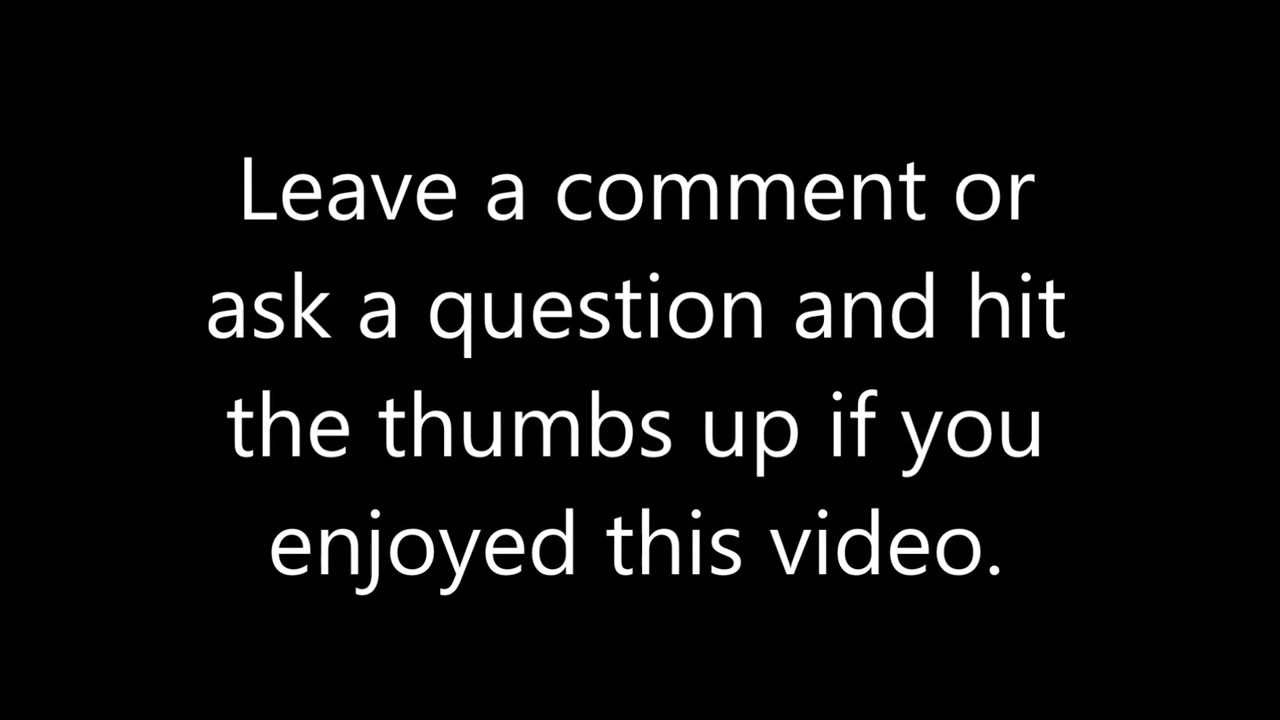 Leave a comment or
ask a question and hit
the thumbs up if you
enjoyed this video.